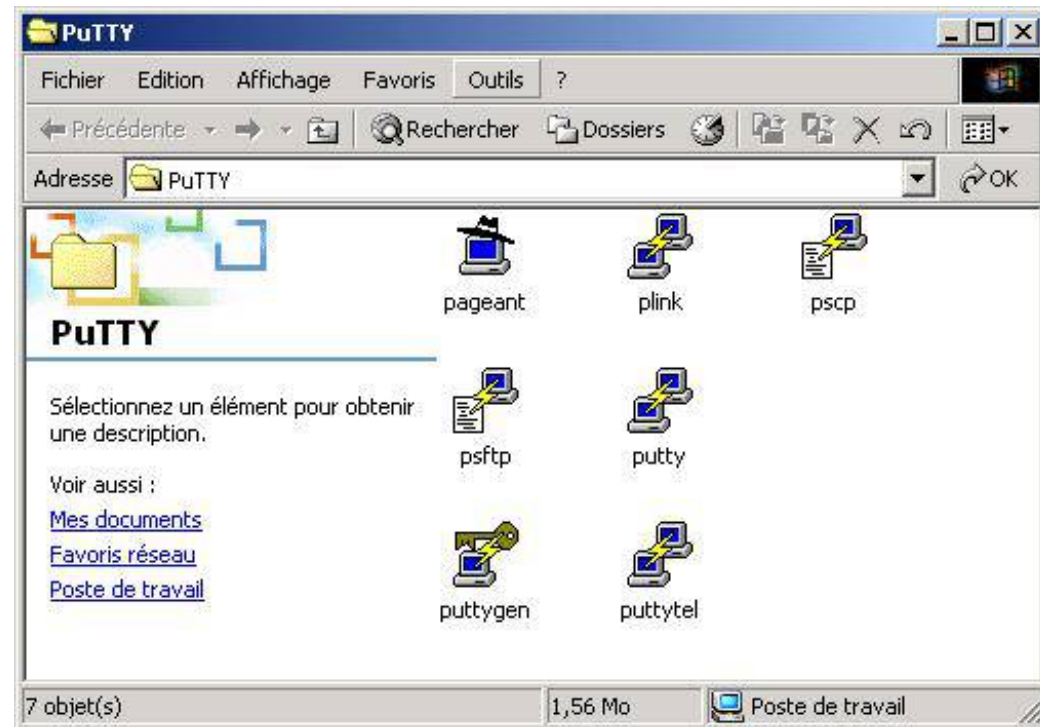 PuTTY
Fichier Edition Affichage Favoris Outils ?
Précédente Rechercher Dossiers
Adresse PuTTY OK
pageant plink pscp
PuTTY
Sélectionnez un élément pour obtenir
une description.
psftp putty
Voir aussi :
Mes documents
Favoris réseau
Poste de travail
puttygen puttytel
7 objet(s) 1,56 Mo Poste de travail